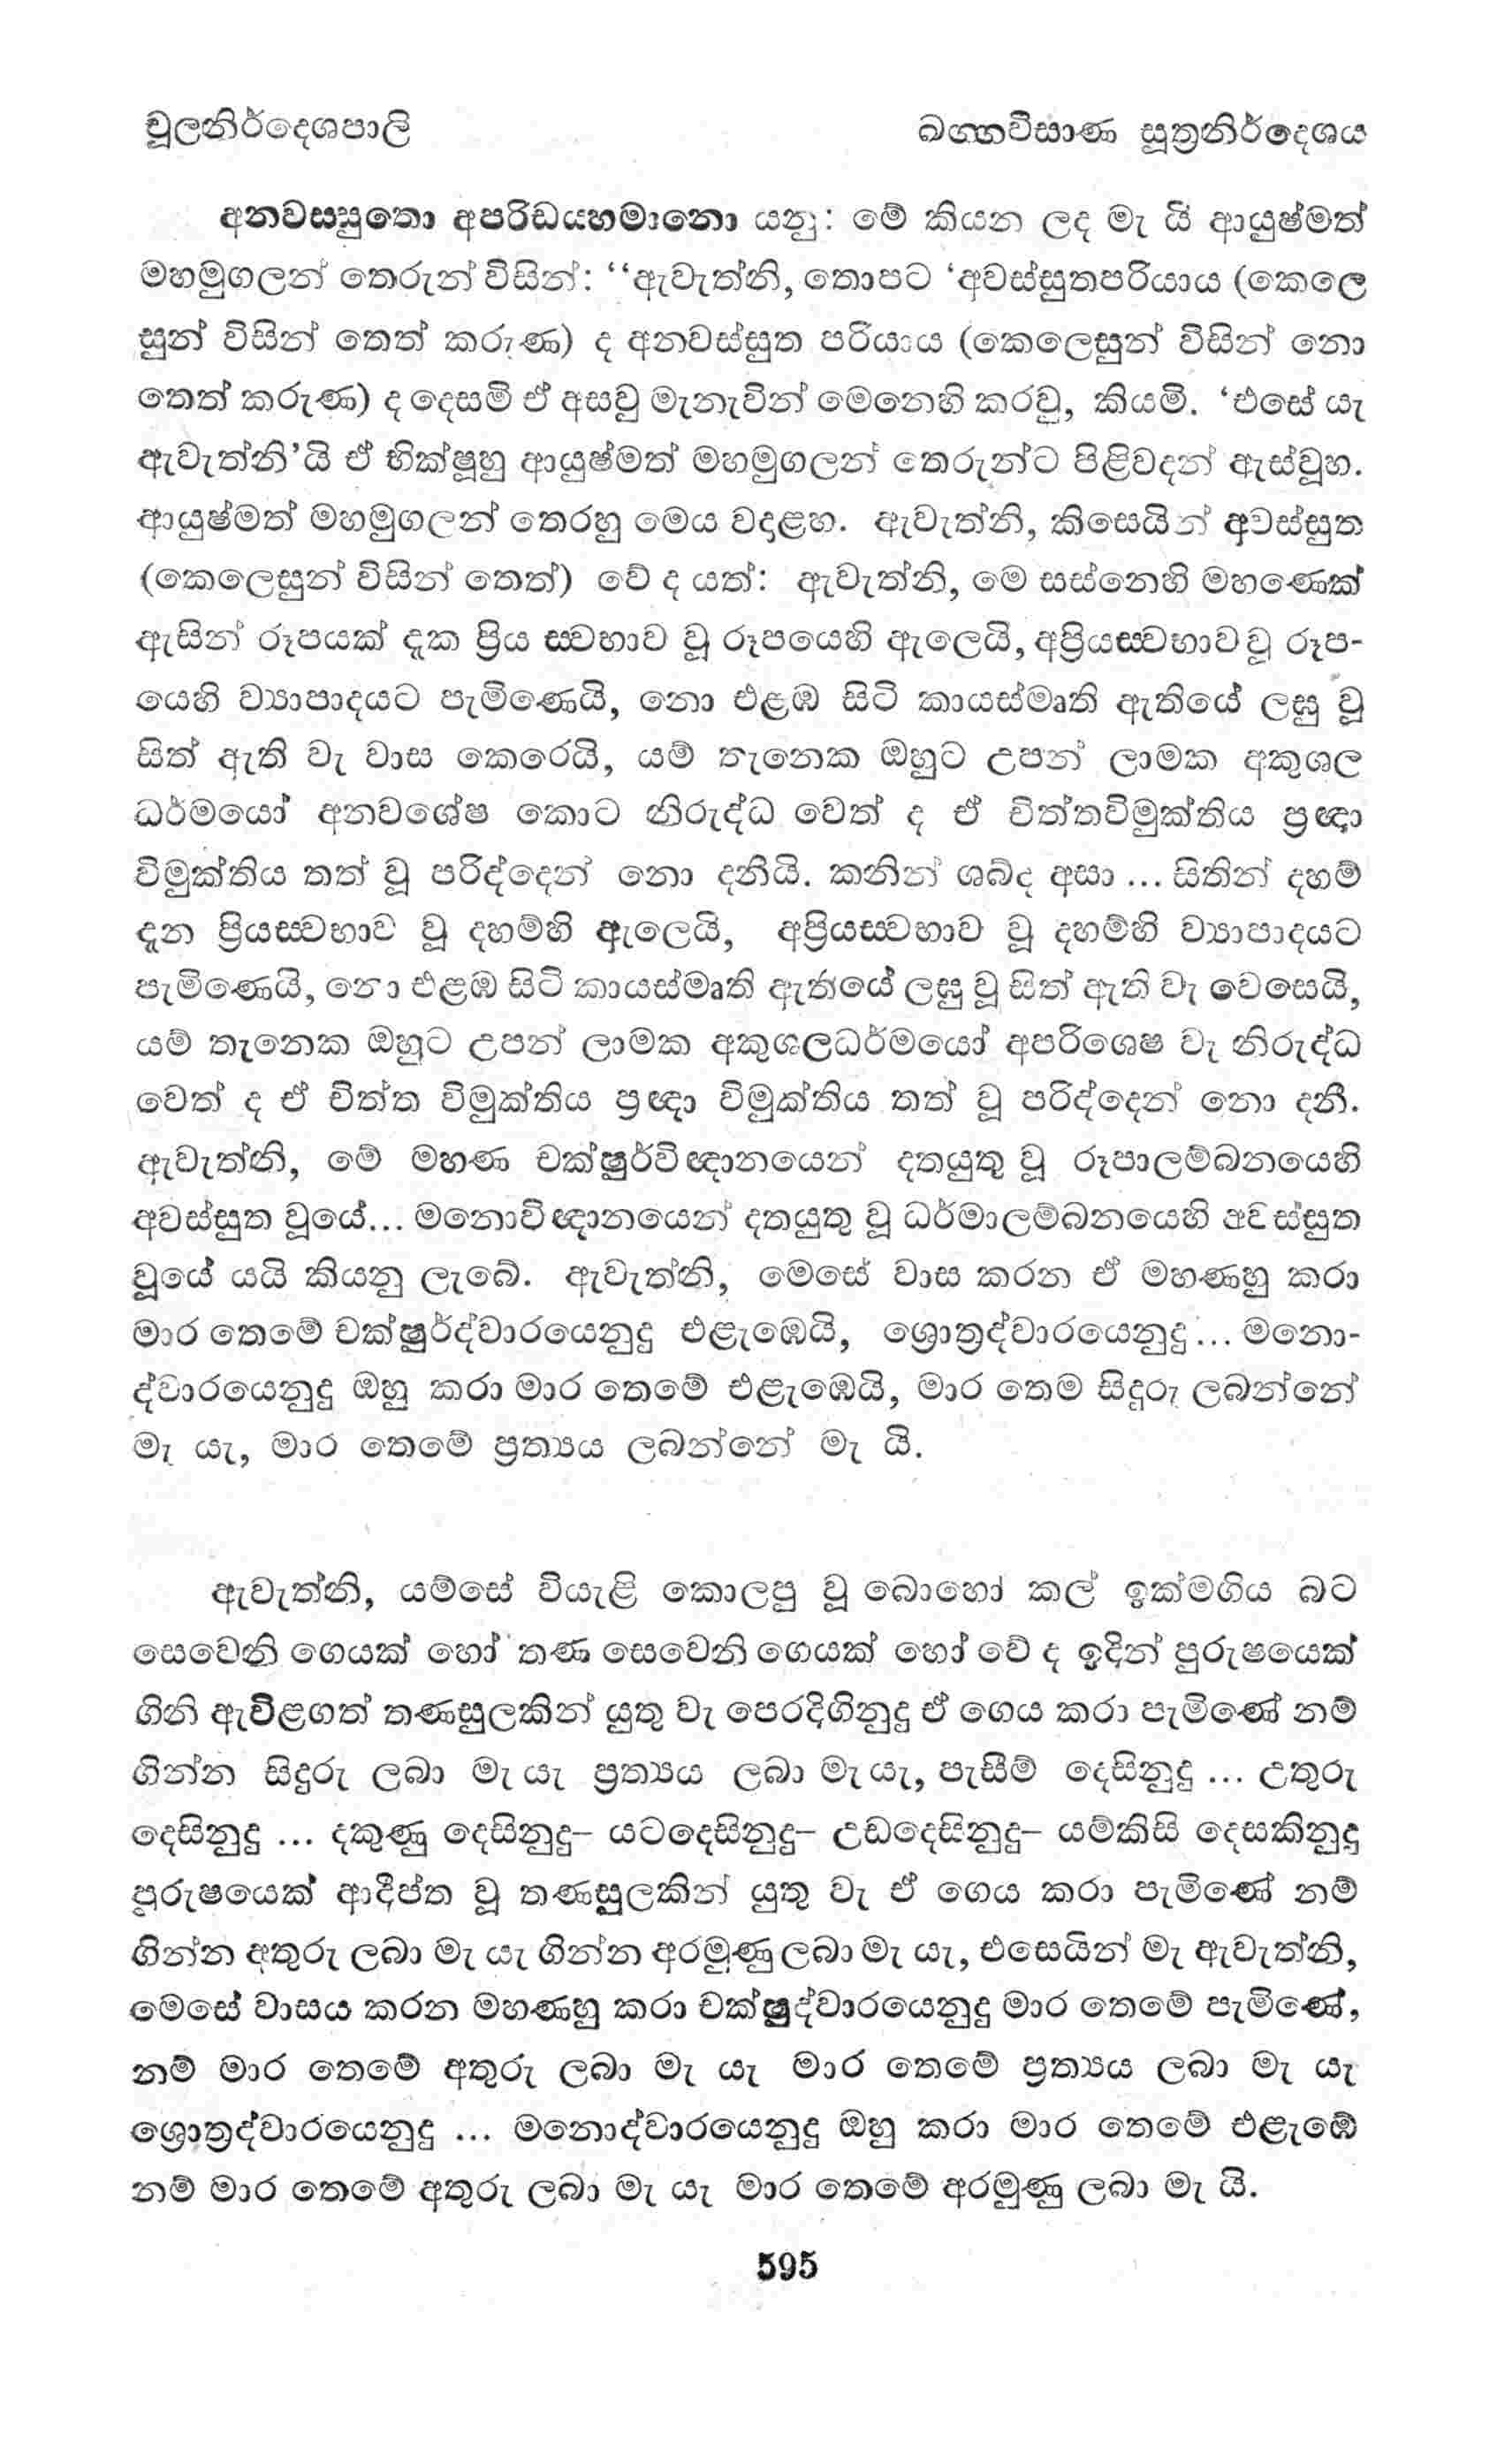 චූලනිර්දෙශපාලි ඛග්ගවිසාණ සූත්‍රනිර්දෙශය
අනවස්සුතො අපරිඩය්හමානො යනු: මේ කියන ලද මැ යි ආයුෂ්මත්
මහමුගලන් තෙරුන් විසින්: “ඇවැත්නි, තොපට ‘අවස්සුතපරියාය (කෙලෙ
සුන් විසින් තෙත් කරුණ) ද අනවස්සුත පරියාය (කෙලෙසුන් විසින් නො
තෙත් කරුණ) ද දෙසමි ඒ අසවු මැනැවින් මෙනෙහි කරවු, කියමි. ‘එසේ යැ
ඇවැත්නි’යි ඒ භික්ෂූහු ආයුෂ්මත් මහමුගලන් තෙරුන්ට පිළිවදන් ඇස්වූහ.
ආයුෂ්මත් මහමුගලන් තෙරහු මෙය වදාළහ. ඇවැත්නි, කිසෙයින් අවස්සුත
(කෙලෙසුන් විසින් තෙත්) වේ ද යත්: ඇවැත්නි, මෙ සස්නෙහි මහණෙක්
ඇසින් රූපයක් දැක ප්‍රිය ස්වභාව වූ රූපයෙහි ඇලෙයි, අප්‍රියස්වභාව වූ රූප-
යෙහි ව්‍යාපාදයට පැමිණෙයි, නො එළඹ සිටි කායස්මෘති ඇතියේ ලඝු වූ
සිත් ඇති වැ වාස කෙරෙයි, යම් තැනෙක ඔහුට උපන් ලාමක අකුශල
ධර්මයෝ අනවශේෂ කොට නිරුද්ධ වෙත් ද ඒ චිත්තවිමුක්තිය ප්‍රඥා
විමුක්තිය තත් වූ පරිද්දෙන් නො දනියි. කනින් ශබ්ද අසා ... සිතින් දහම්
දැන ප්‍රියස්වභාව වූ දහම්හි ඇලෙයි, අප්‍රියස්වභාව වූ දහම්හි ව්‍යාපාදයට
පැමිණෙයි, නො එළඹ සිටි කායස්මෘති ඇතියේ ලඝු වූ සිත් ඇති වැ වෙසෙයි,
යම් තැනෙක ඔහුට උපන් ලාමක අකුශලධර්මයෝ අපරිශෙෂ වැ නිරුද්ධ
වෙත් ද ඒ චිත්ත විමුක්තිය ප්‍රඥා විමුක්තිය තත් වූ පරිද්දෙන් නො දනී.
ඇවැත්නි, මේ මහණ චක්ෂුර්විඥානයෙන් දතයුතු වූ රූපාලම්බනයෙහි
අවස්සුත වූයේ... මනොවිඥානයෙන් දතයුතු වූ ධර්මාලම්බනයෙහි අවස්සුත
වූයේ යයි කියනු ලැබේ. ඇවැත්නි, මෙසේ වාස කරන ඒ මහණහු කරා
මාර තෙමේ චක්ෂුර්ද්වාරයෙනුදු එළැඹෙයි, ශ්‍රොත්‍රද්වාරයෙනුදු ... මනො-
ද්වාරයෙනුදු ඔහු කරා මාර තෙමේ එළැඹෙයි, මාර තෙම සිදුරු ලබන්නේ
මැ යැ, මාර තෙමේ ප්‍රත්‍යය ලබන්නේ මැ යි.
ඇවැත්නි, යම්සේ වියැළි කොලපු වූ බොහෝ කල් ඉක්මගිය බට
සෙවෙනි ගෙයක් හෝ තණ සෙවෙනි ගෙයක් හෝ වේ ද ඉදින් පුරුෂයෙක්
ගිනි ඇවිළගත් තණසුලකින් යුතු වැ පෙරදිගිනුදු ඒ ගෙය කරා පැමිණේ නම්
ගින්න සිදුරු ලබා මැ යැ ප්‍රත්‍යය ලබා මැ යැ, පැසීම් දෙසිනුදු ... උතුරු
දෙසිනුදු ... දකුණු දෙසිනුදු– යටදෙසිනුදු– උඩදෙසිනුදු– යම්කිසි දෙසකිනුදු
පුරුෂයෙක් ආදීප්ත වූ තණසුලකින් යුතු වැ ඒ ගෙය කරා පැමිණේ නම්
ගින්න අතුරු ලබා මැ යැ ගින්න අරමුණු ලබා මැ යැ, එසෙයින් මැ ඇවැත්නි,
මෙසේ වාසය කරන මහණහු කරා චක්ෂුද්වාරයෙනුදු මාර තෙමේ පැමිණේ,
නම් මාර තෙමේ අතුරු ලබා මැ යැ මාර තෙමේ ප්‍රත්‍යය ලබා මැ යැ
ශ්‍රොත්‍රද්වාරයෙනුදු ... මනොද්වාරයෙනුදු ඔහු කරා මාර තෙමේ එළැඹේ
නම් මාර තෙමේ අතුරු ලබා මැ යැ මාර තෙමේ අරමුණු ලබා මැ යි.
595